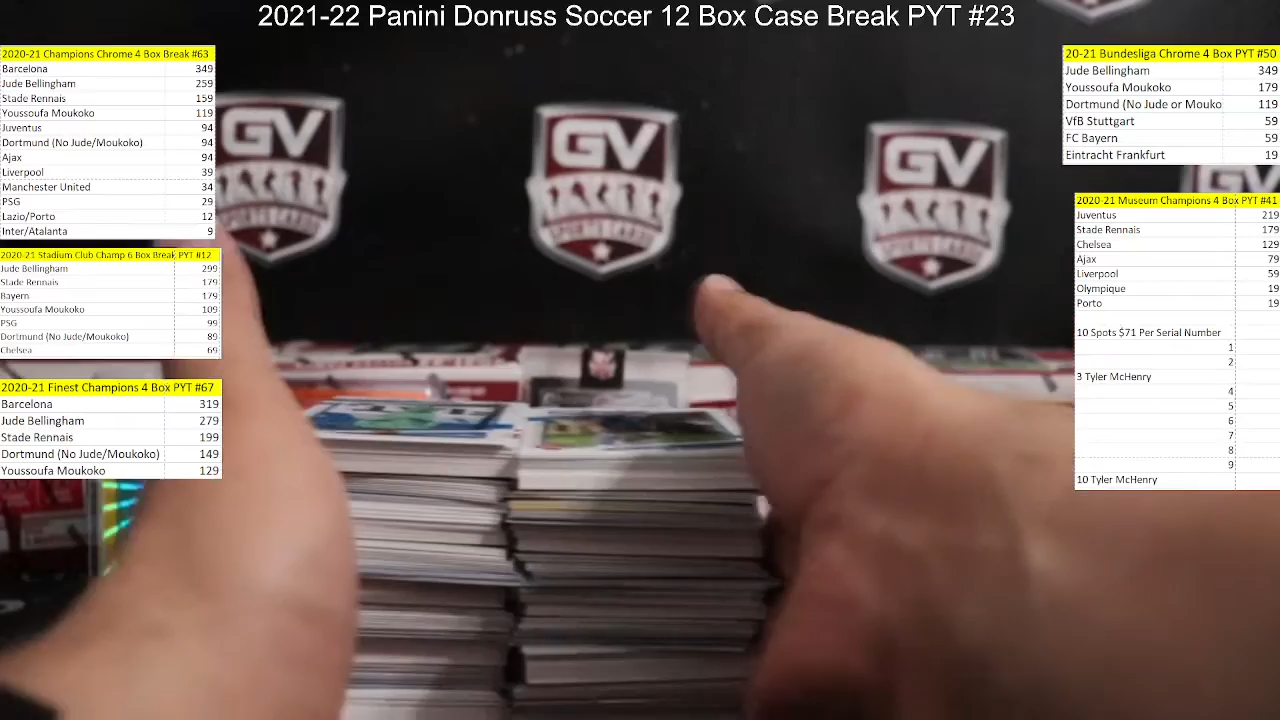 2021-22 Panini Donruss Soccer 12 Box Case Break PYT #23
2020-21 Champions Chrome 4 Box Break #63
Barcelona 349
Jude Bellingham 259
Stade Rennais 159
Youssoufa Moukoko 119
Juventus 94
Dortmund (No Jude/Moukoko) 94
Ajax 94
Liverpool 39
Manchester United 34
PSG 29
Lazio/Porto 12
Inter/Atalanta 9
2020-21 Stadium Club Champ 6 Box Break PYT #12
Jude Bellingham 299
Stade Rennais 179
Bayern 179
Youssoufa Moukoko 109
PSG 99
Dortmund (No Jude/Moukoko) 89
Chelsea 69
2020-21 Finest Champions 4 Box PYT #67
Barcelona 319
Jude Bellingham 279
Stade Rennais 199
Dortmund (No Jude/Moukoko) 149
Youssoufa Moukoko 129
GV
SPORTS CARDS
GV
SPORTS CARDS
GV
SPORTS CARDS
GV
20-21 Bundesliga Chrome 4 Box PYT #50
Jude Bellingham 349
Youssoufa Moukoko 179
Dortmund (No Jude or Mouko 119
VfB Stuttgart 59
FC Bayern 59
Eintracht Frankfurt 19
2020-21 Museum Champions 4 Box PYT #41
Juventus 219
Stade Rennais 179
Chelsea 129
Ajax 79
Liverpool 59
Olympique 19
Porto 19
10 Spots $71 Per Serial Number
1
2
3 Tyler McHenry
4
5
6
7
8
9
10 Tyler McHenry